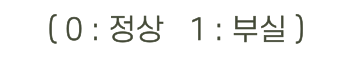 ( 0 : 정상 1 : 부실 )